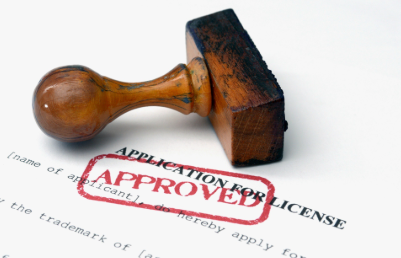 APPLICATION FOR LICENSE
APPROVED
[name of applicant], do hereby apply for
the trademark of